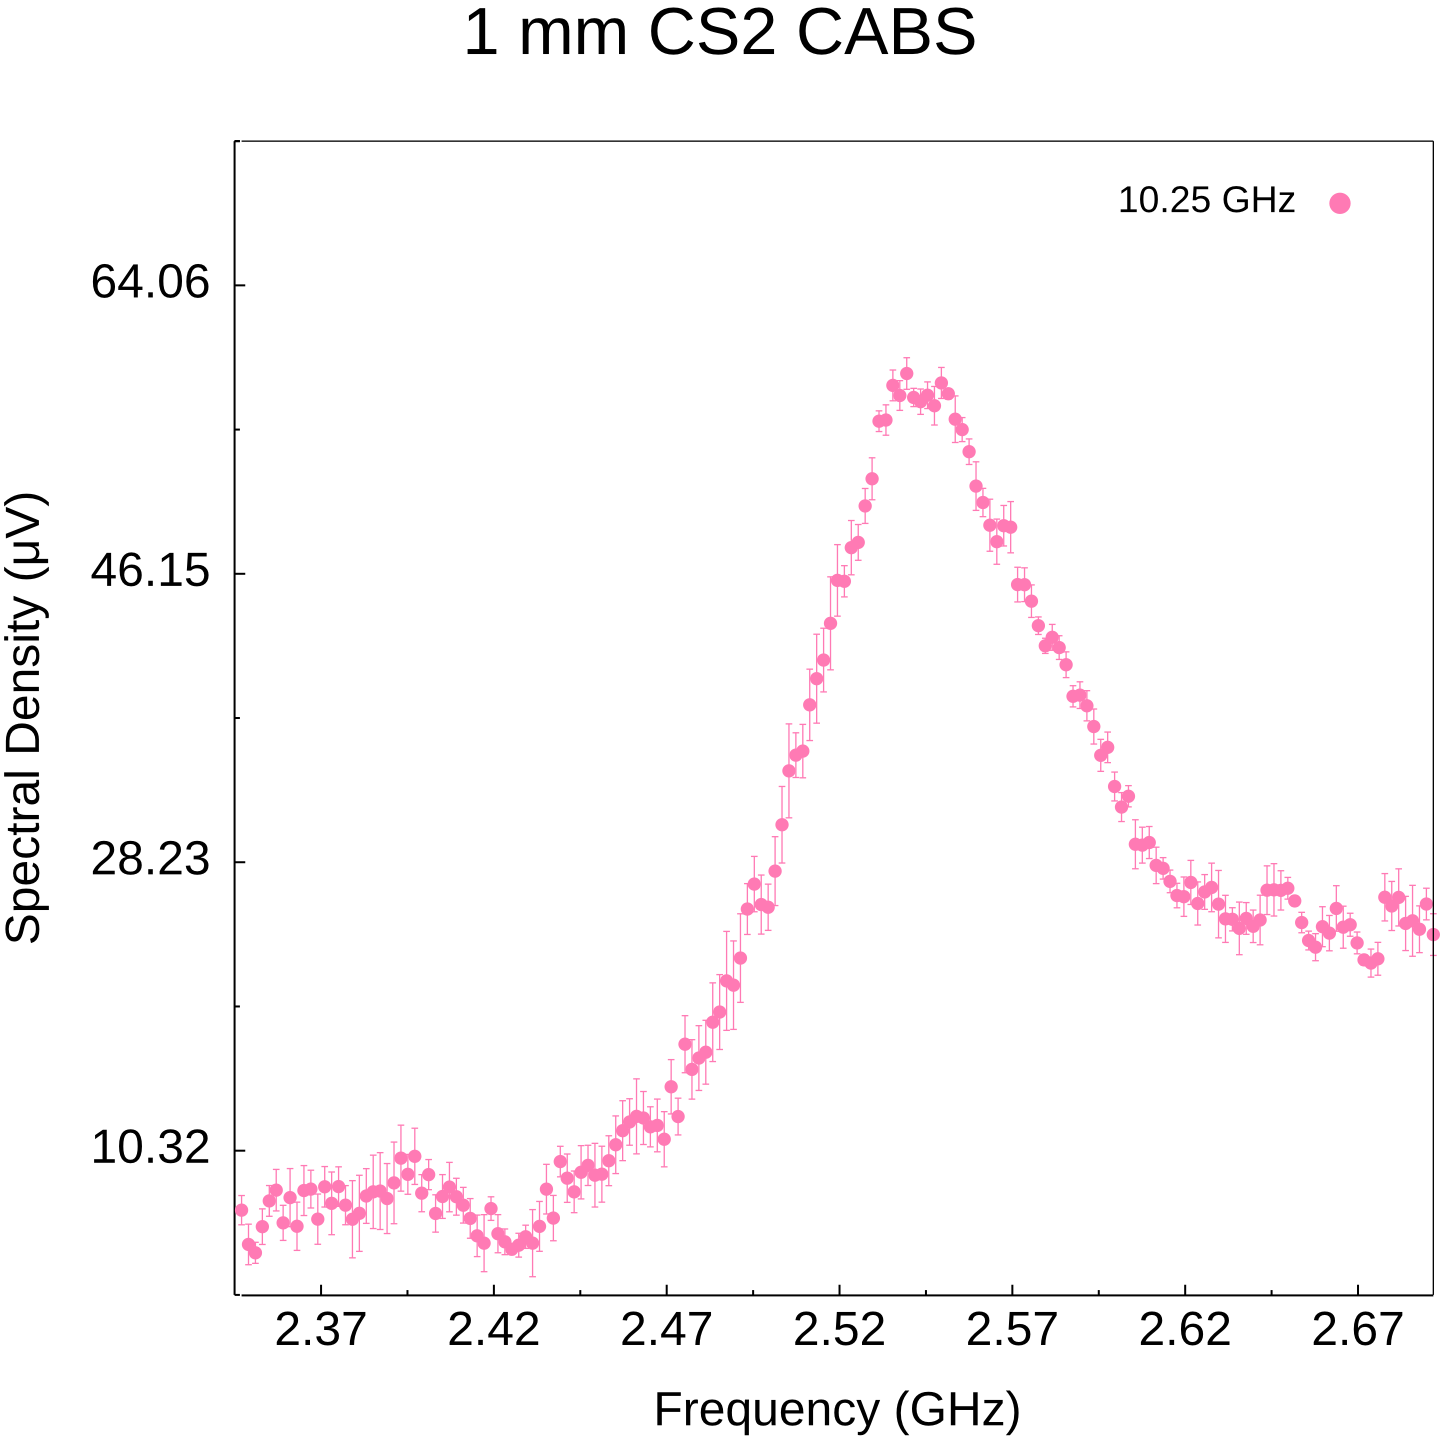 1 mm CS2 CABS
10.25 GHz
64.06
46.15
28.23
10.32
Spectral Density (μV)
2.37 2.42 2.47 2.52 2.57 2.62 2.67
Frequency (GHz)